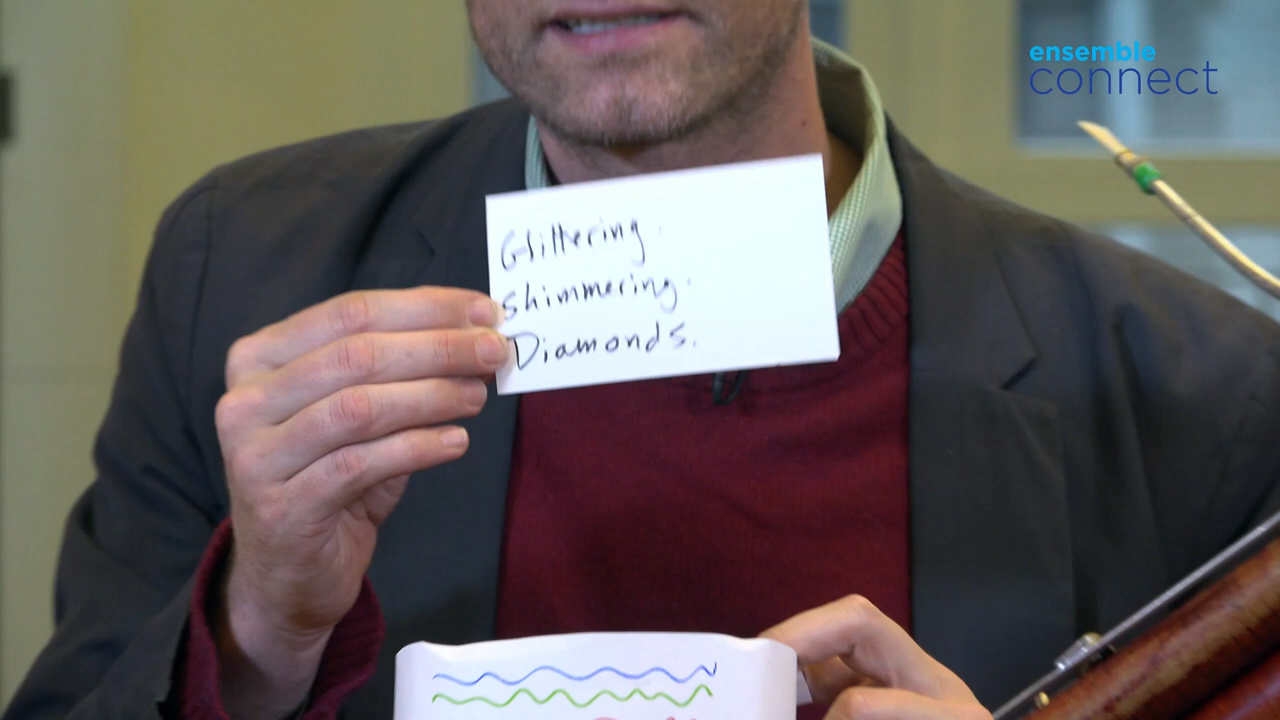 ensemble
connect
Glittering.
Shimmering.
Diamonds.